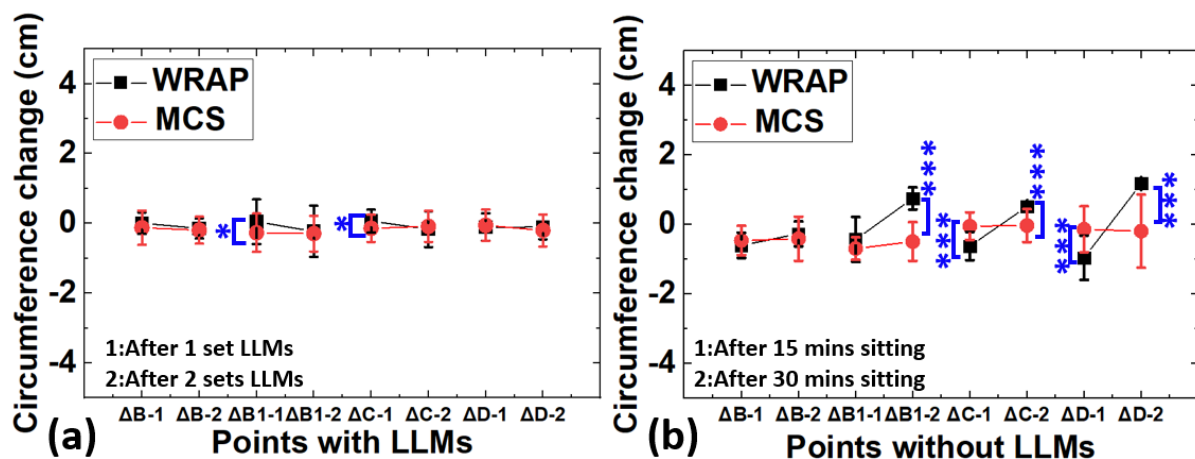 Circumference change (cm)
4
2
0
-2
-4
WRAP
MCS
*
*
1:After 1 set LLMs
2:After 2 sets LLMs
ΔB-1 ΔB-2 ΔB1-1 ΔB1-2 ΔC-1 ΔC-2 ΔD-1 ΔD-2
(a) Points with LLMs
Circumference change (cm)
4
2
0
-2
-4
WRAP
MCS
***
***
***
***
***
1:After 15 mins sitting
2:After 30 mins sitting
ΔB-1 ΔB-2 ΔB1-1 ΔB1-2 ΔC-1 ΔC-2 ΔD-1 ΔD-2
(b) Points without LLMs